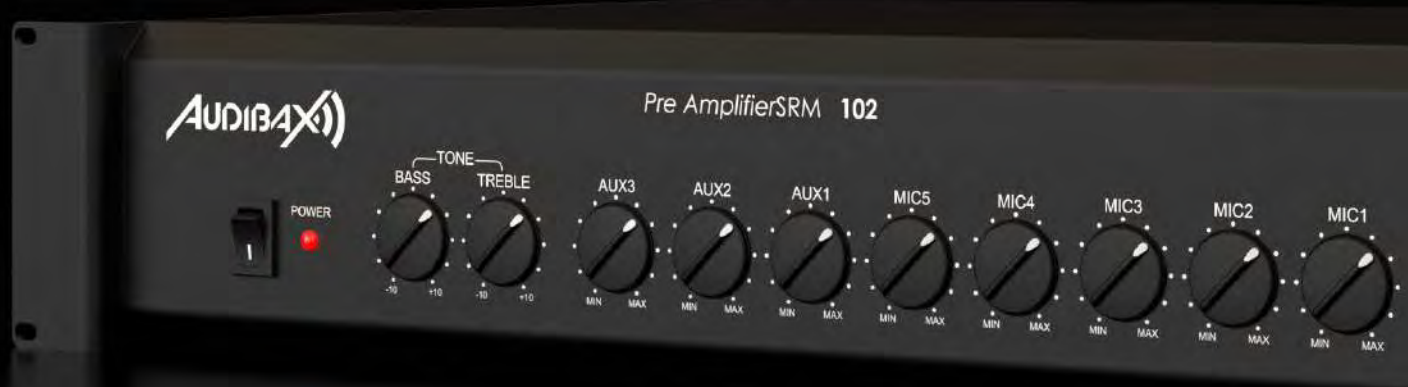 AUDIBAX
Pre AmplifierSRM 102
TONE
BASS TREBLE
POWER
-10 +10 -10 +10
AUX3 AUX2 AUX1 MIC5 MIC4 MIC3 MIC2 MIC1
MIN MAX MIN MAX MIN MAX MIN MAX MIN MAX MIN MAX MIN MAX MIN MAX